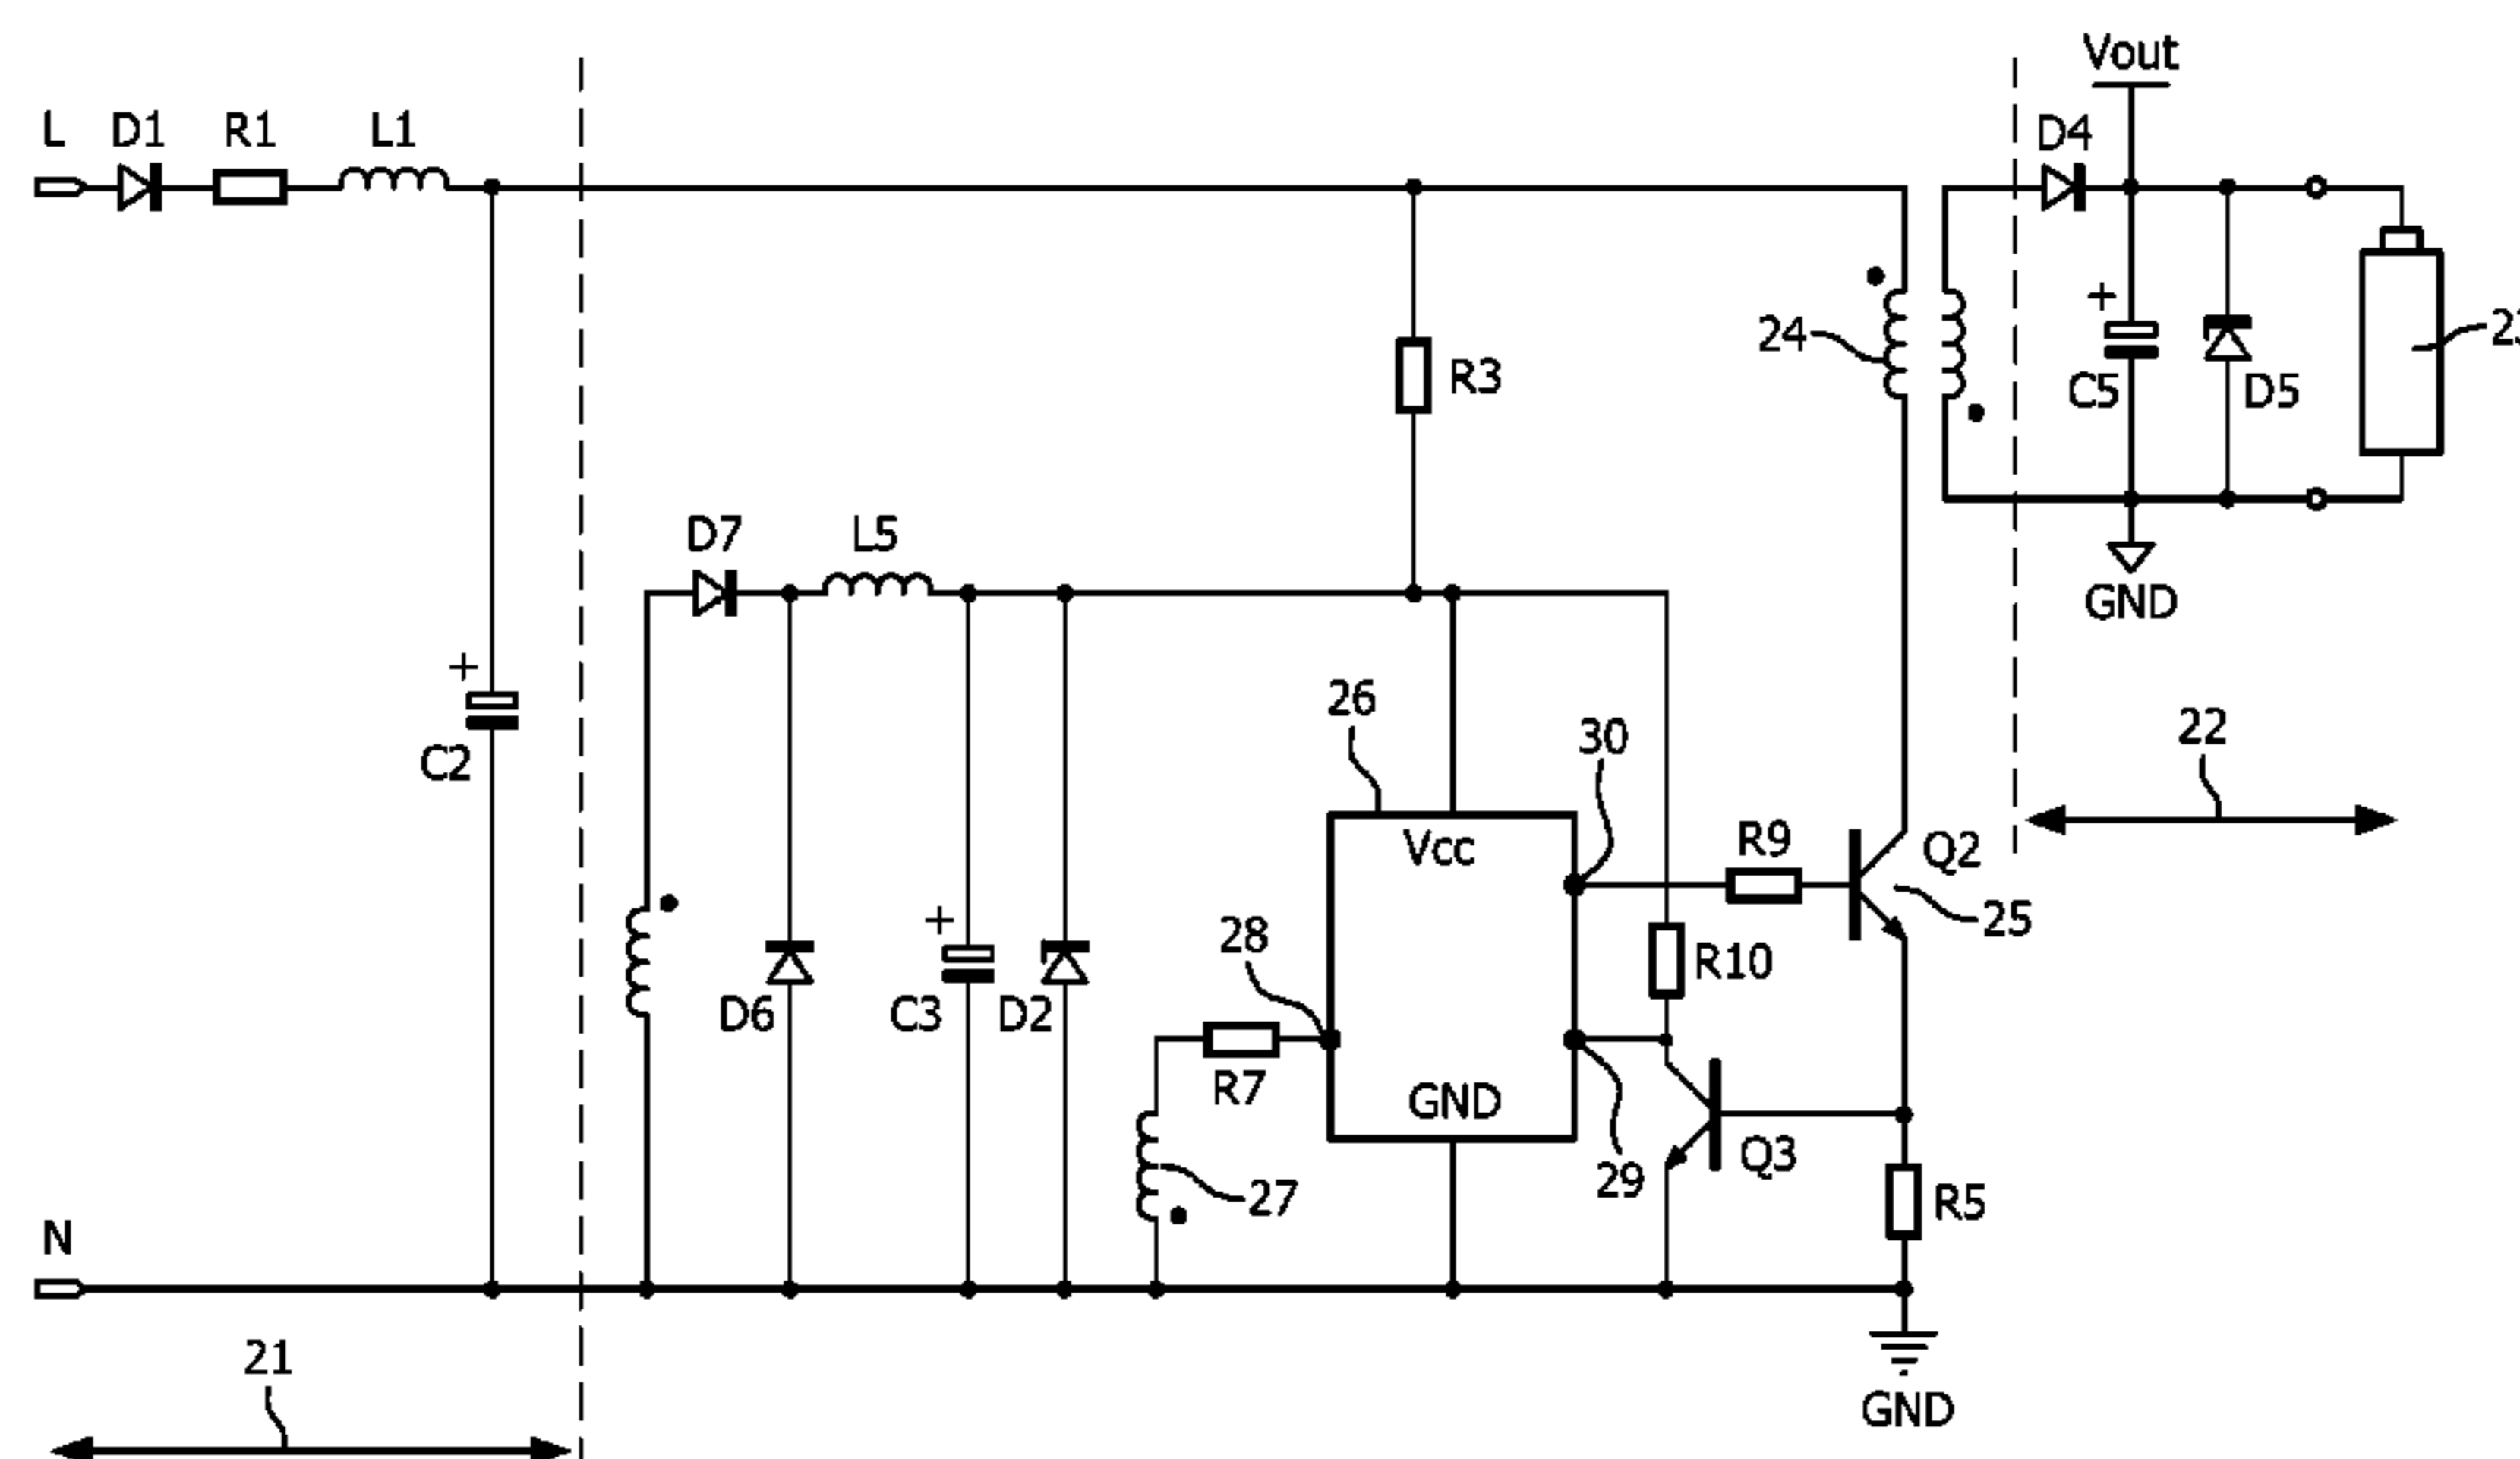 Vout
L D1 R1 L1 D4
24 R3 C5 D5
D7 L5
GND
26
30 22
C2
Vcc R9 Q2
28 25
R10
D6 C3 D2
R7 GND
Q3
27 29 R5
N
21
GND
+
+
+